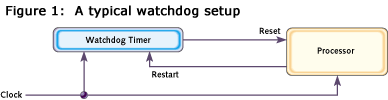 Figure 1: A typical watchdog setup
Watchdog Timer
Reset
Processor
Restart
Clock